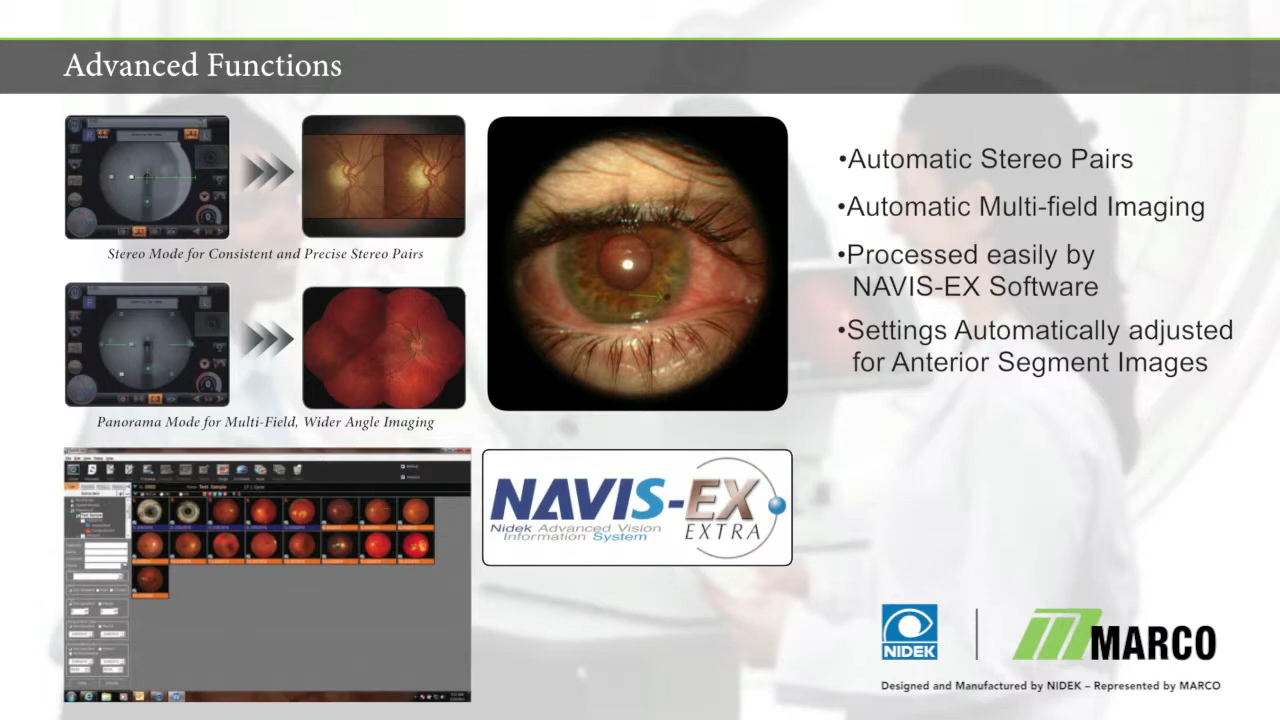 Advanced Functions
Stereo Mode for Consistent and Precise Stereo Pairs
Panorama Mode for Multi-Field, Wider Angle Imaging
•Automatic Stereo Pairs
•Automatic Multi-field Imaging
•Processed easily by
NAVIS-EX Software
•Settings Automatically adjusted
for Anterior Segment Images
Test Sample
NAVIS-EX
Nidek Advanced Vision
Information System
EXTRA
NIDEK
MARCO
Designed and Manufactured by NIDEK – Represented by MARCO